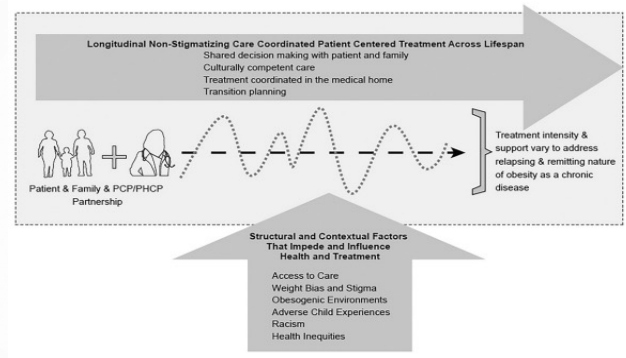 Longitudinal Non-Stigmatizing Care Coordinated Patient Centered Treatment Across Lifespan
Shared decision making with patient and family
Culturally competent care
Treatment coordinated in the medical home
Transition planning
Patient & Family & PCP/PHCP
Partnership
Treatment intensity &
support vary to address
relapsing & remitting nature
of obesity as a chronic
disease
Structural and Contextual Factors
That Impede and Influence
Health and Treatment
Access to Care
Weight Bias and Stigma
Obesogenic Environments
Adverse Child Experiences
Racism
Health Inequities